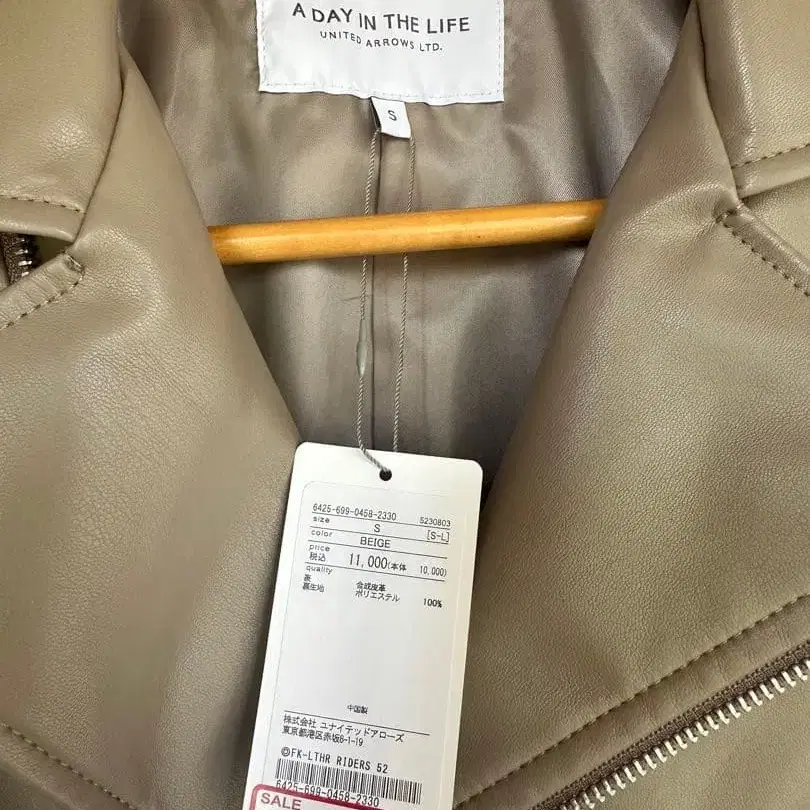 A DAY IN THE LIFE
UNITED ARROWS LTD.
S
6425-699-0458-2330 5230803
size S [S-L]
color BEIGE
price
税込 11,000(本体 10,000)
quality
表 合成皮革
裏生地 ポリエステル 100%
中国製
株式会社 ユナイテッドアローズ
東京都港区赤坂8-1-19
©FK-LTHR RIDERS 52
6425-699-0458-2330
SALE